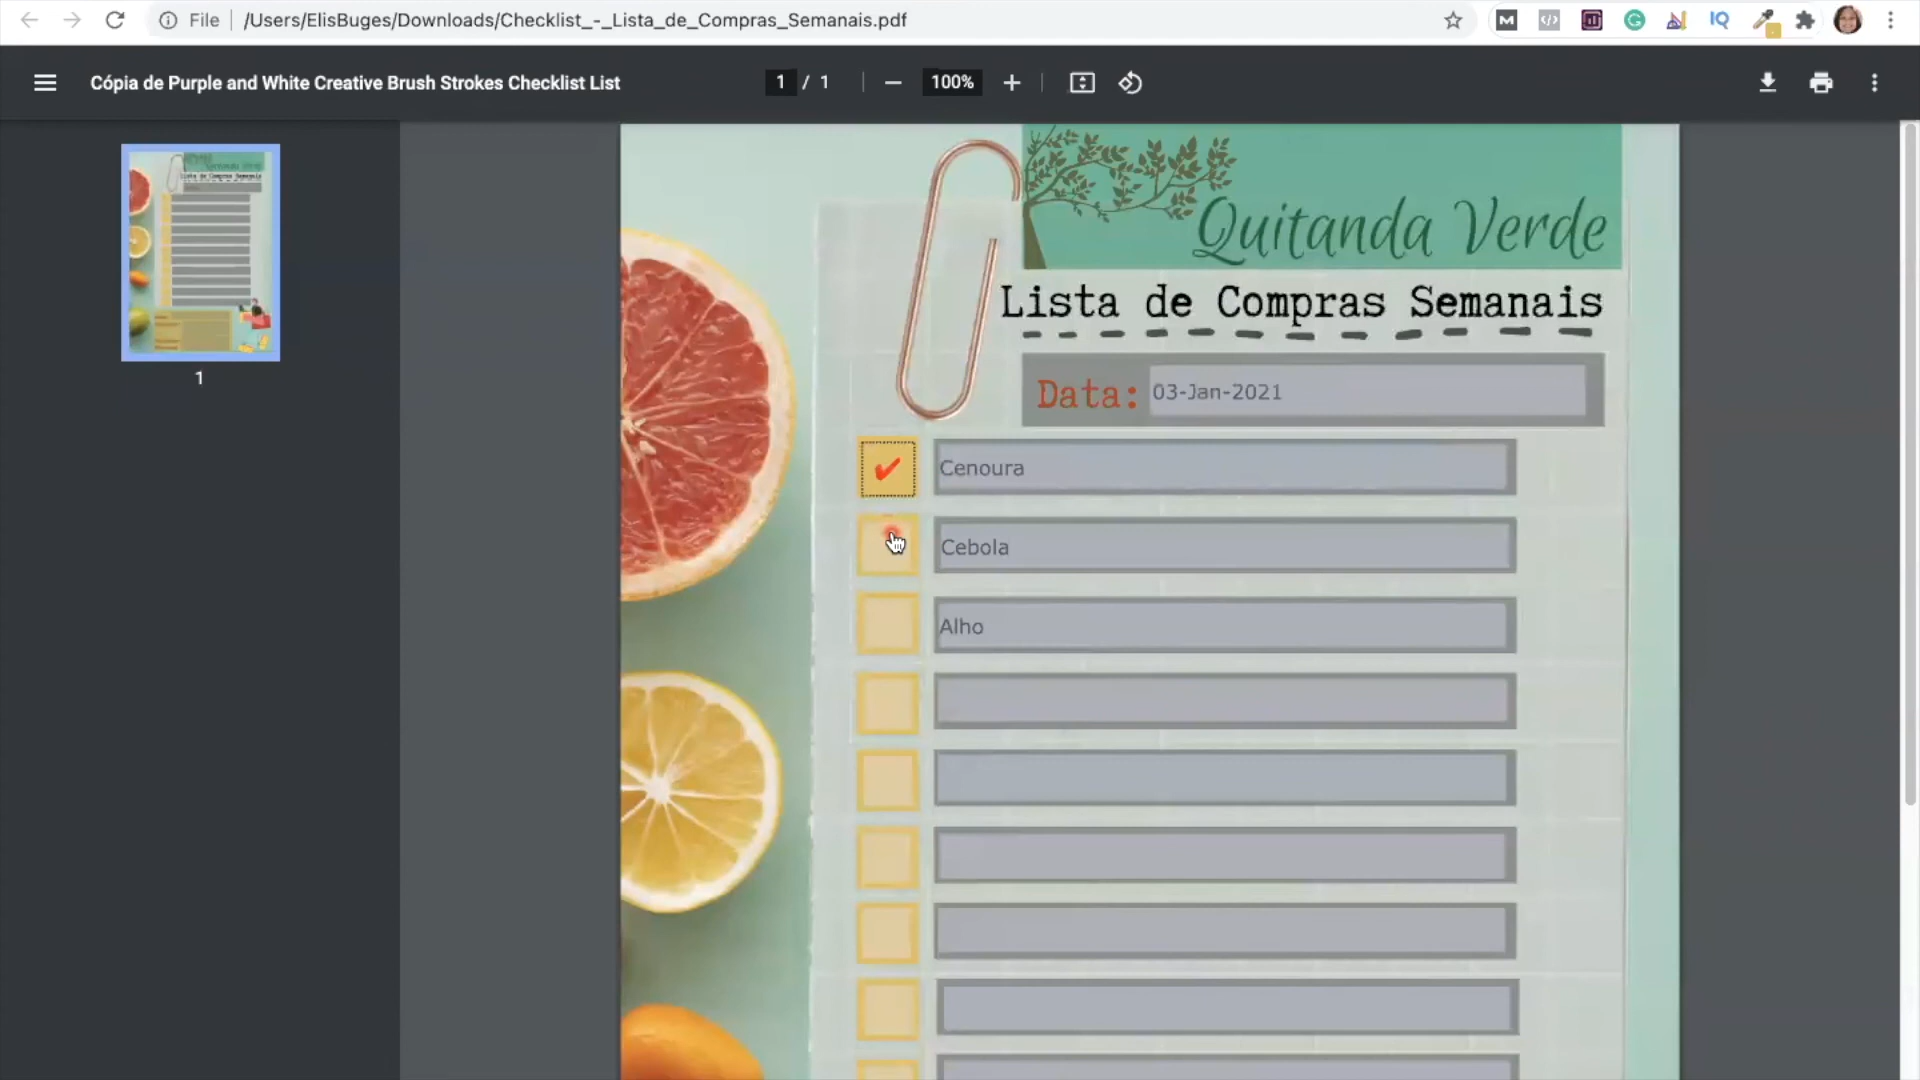 File
/Users/ElisBuges/Downloads/Checklist_-_Lista_de_Compras_Semanais.pdf
Cópia de Purple and White Creative Brush Strokes Checklist List
1 / 1
100%
1
Quitanda Verde
Lista de Compras Semanais
Data: 03-Jan-2021
Cenoura
Cebola
Alho